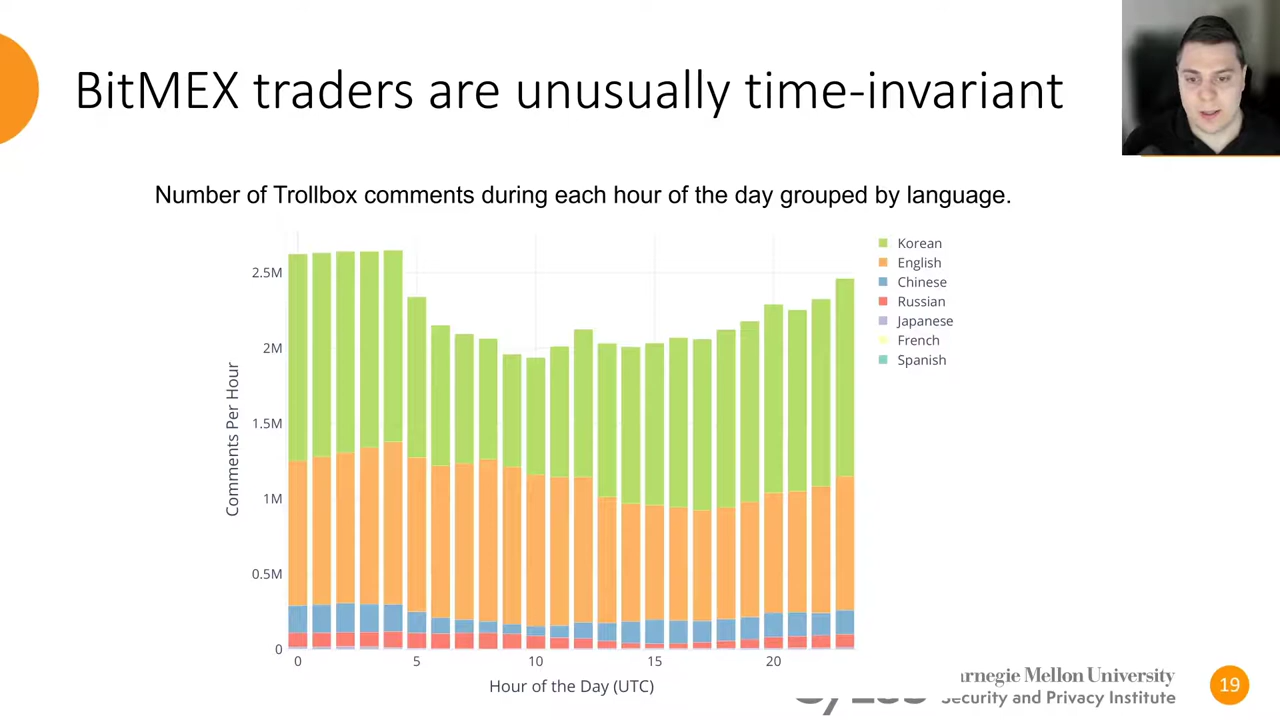 BitMEX traders are unusually time-invariant
Number of Trollbox comments during each hour of the day grouped by language.
Korean
English
Chinese
Russian
Japanese
French
Spanish
2.5M
2M
1.5M
1M
0.5M
0
Comments Per Hour
0 5 10 15 20
Hour of the Day (UTC)
Mellon University
Security and Privacy Institute
19